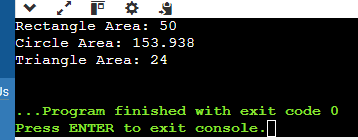 Rectangle Area: 50
Circle Area: 153.938
Triangle Area: 24
...Program finished with exit code 0
Press ENTER to exit console.